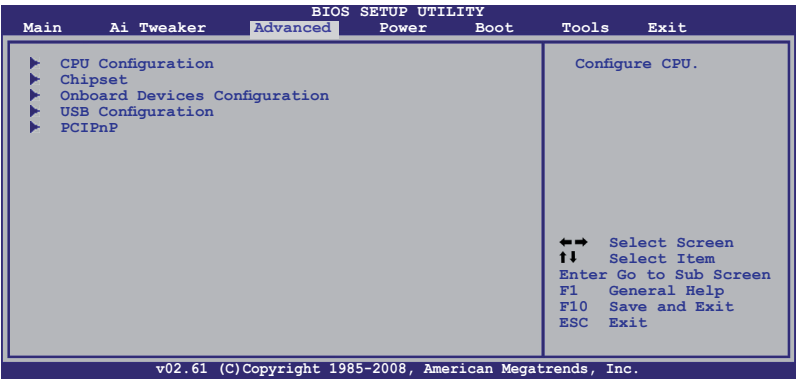 BIOS SETUP UTILITY
Main Ai Tweaker Advanced Power Boot Tools Exit
CPU Configuration
Chipset
Onboard Devices Configuration
USB Configuration
PCIPnP
Configure CPU.
←→ Select Screen
↑↓ Select Item
Enter Go to Sub Screen
F1 General Help
F10 Save and Exit
ESC Exit
v02.61 (C)Copyright 1985-2008, American Megatrends, Inc.